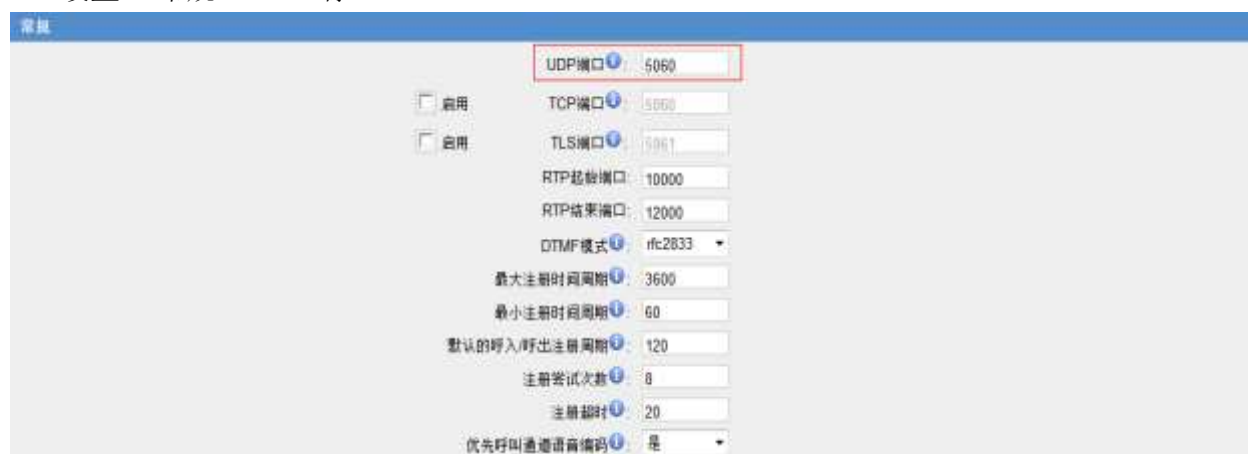 常规
UDP端口: 5060
启用 TCP端口: 5060
启用 TLS端口: 5061
RTP起始端口: 10000
RTP结束端口: 12000
DTMF模式: rfc2833
最大注册时间周期: 3600
最小注册时间周期: 60
默认的呼入/呼出注册周期: 120
注册尝试次数: 8
注册超时: 20
优先呼叫通道语音编码: 是